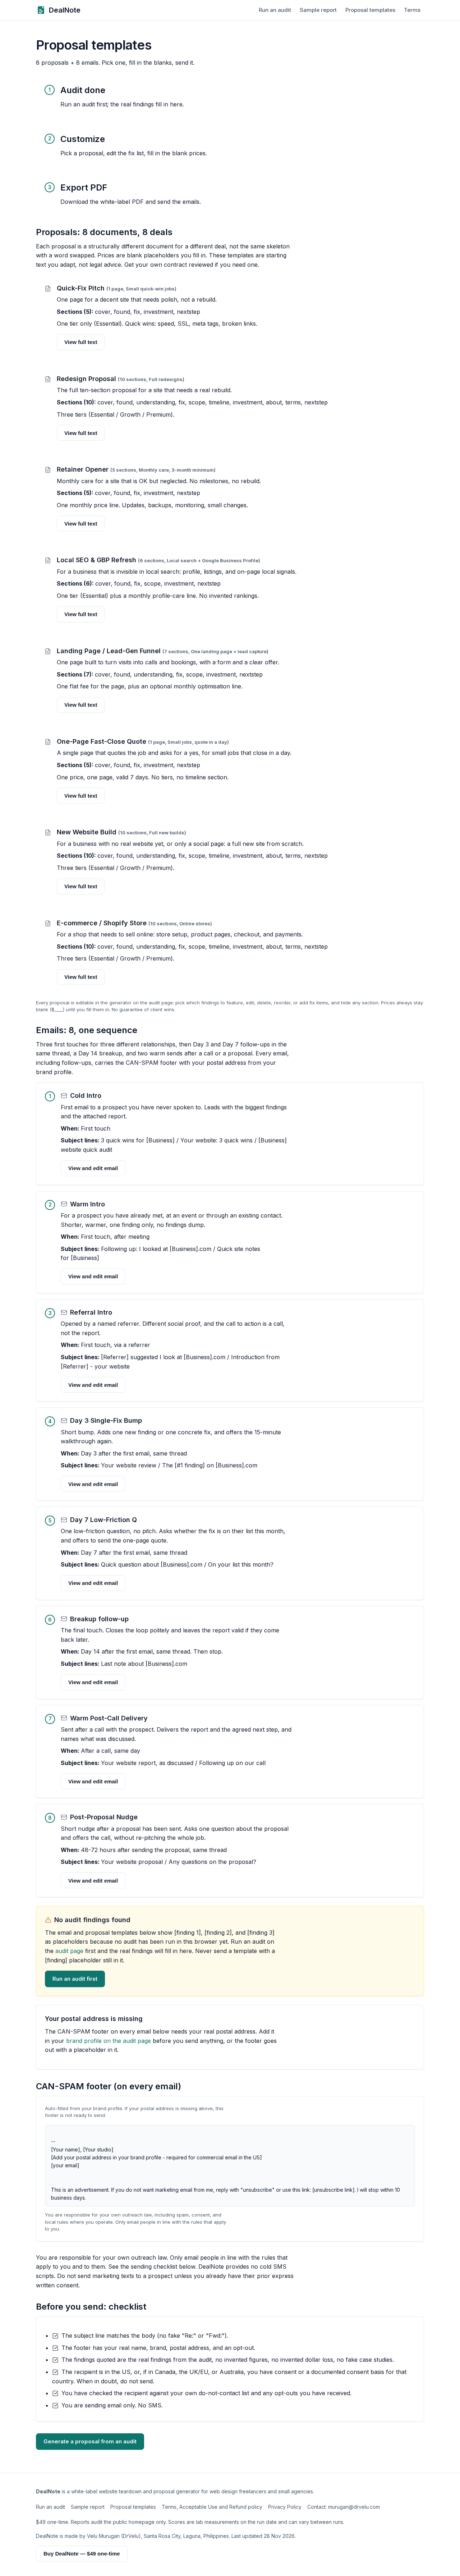 DealNote
Run an audit Sample report Proposal templates Terms
Proposal templates
8 proposals + 8 emails. Pick one, fill in the blanks, send it.
1 Audit done
Run an audit first; the real findings fill in here.
2 Customize
Pick a proposal, edit the fix list, fill in the blank prices.
3 Export PDF
Download the white-label PDF and send the emails.
Proposals: 8 documents, 8 deals
Each proposal is a structurally different document for a different deal, not the same skeleton
with a word swapped. Prices are blank placeholders you fill in. These templates are starting
text you adapt, not legal advice. Get your own contract reviewed if you need one.
Quick-Fix Pitch (1 page, Small quick-win jobs)
One page for a decent site that needs polish, not a rebuild.
Sections (5): cover, found, fix, investment, nextstep
One tier only (Essential). Quick wins: speed, SSL, meta tags, broken links.
View full text
Redesign Proposal (10 sections, Full redesigns)
The full ten-section proposal for a site that needs a real rebuild.
Sections (10): cover, found, understanding, fix, scope, timeline, investment, about, terms, nextstep
Three tiers (Essential / Growth / Premium).
View full text
Retainer Opener (5 sections, Monthly care, 3-month minimum)
Monthly care for a site that is OK but neglected. No milestones, no rebuild.
Sections (5): cover, found, fix, investment, nextstep
One monthly price line. Updates, backups, monitoring, small changes.
View full text
Local SEO & GBP Refresh (6 sections, Local search + Google Business Profile)
For a business that is invisible in local search: profile, listings, and on-page local signals.
Sections (6): cover, found, fix, scope, investment, nextstep
One tier (Essential) plus a monthly profile-care line. No invented rankings.
View full text
Landing Page / Lead-Gen Funnel (7 sections, One landing page + lead capture)
One page built to turn visits into calls and bookings, with a form and a clear offer.
Sections (7): cover, found, understanding, fix, scope, investment, nextstep
One flat fee for the page, plus an optional monthly optimisation line.
View full text
One-Page Fast-Close Quote (1 page, Small jobs, quote in a day)
A single page that quotes the job and asks for a yes, for small jobs that close in a day.
Sections (5): cover, found, fix, investment, nextstep
One price, one page, valid 7 days. No tiers, no timeline section.
View full text
New Website Build (10 sections, Full new builds)
For a business with no real website yet, or only a social page: a full new site from scratch.
Sections (10): cover, found, understanding, fix, scope, timeline, investment, about, terms, nextstep
Three tiers (Essential / Growth / Premium).
View full text
E-commerce / Shopify Store (10 sections, Online stores)
For a shop that needs to sell online: store setup, product pages, checkout, and payments.
Sections (10): cover, found, understanding, fix, scope, timeline, investment, about, terms, nextstep
Three tiers (Essential / Growth / Premium).
View full text
Every proposal is editable in the generator on the audit page: pick which findings to feature, edit, delete, reorder, or add fix items, and hide any section. Prices always stay
blank ($____) until you fill them in. No guarantee of client wins.
Emails: 8, one sequence
Three first touches for three different relationships, then Day 3 and Day 7 follow-ups in the
same thread, a Day 14 breakup, and two warm sends after a call or a proposal. Every email,
including follow-ups, carries the CAN-SPAM footer with your postal address from your
brand profile.
1 Cold Intro
First email to a prospect you have never spoken to. Leads with the biggest findings
and the attached report.
When: First touch
Subject lines: 3 quick wins for [Business] / Your website: 3 quick wins / [Business]
website quick audit
View and edit email
2 Warm Intro
For a prospect you have already met, at an event or through an existing contact.
Shorter, warmer, one finding only, no findings dump.
When: First touch, after meeting
Subject lines: Following up: I looked at [Business].com / Quick site notes
for [Business]
View and edit email
3 Referral Intro
Opened by a named referrer. Different social proof, and the call to action is a call,
not the report.
When: First touch, via a referrer
Subject lines: [Referrer] suggested I look at [Business].com / Introduction from
[Referrer] - your website
View and edit email
4 Day 3 Single-Fix Bump
Short bump. Adds one new finding or one concrete fix, and offers the 15-minute
walkthrough again.
When: Day 3 after the first email, same thread
Subject lines: Your website review / The [#1 finding] on [Business].com
View and edit email
5 Day 7 Low-Friction Q
One low-friction question, no pitch. Asks whether the fix is on their list this month,
and offers to send the one-page quote.
When: Day 7 after the first email, same thread
Subject lines: Quick question about [Business].com / On your list this month?
View and edit email
6 Breakup follow-up
The final touch. Closes the loop politely and leaves the report valid if they come
back later.
When: Day 14 after the first email, same thread. Then stop.
Subject lines: Last note about [Business].com
View and edit email
7 Warm Post-Call Delivery
Sent after a call with the prospect. Delivers the report and the agreed next step, and
names what was discussed.
When: After a call, same day
Subject lines: Your website report, as discussed / Following up on our call
View and edit email
8 Post-Proposal Nudge
Short nudge after a proposal has been sent. Asks one question about the proposal
and offers the call, without re-pitching the whole job.
When: 48-72 hours after sending the proposal, same thread
Subject lines: Your website proposal / Any questions on the proposal?
View and edit email
No audit findings found
The email and proposal templates below show [finding 1], [finding 2], and [finding 3]
as placeholders because no audit has been run in this browser yet. Run an audit on
the audit page first and the real findings will fill in here. Never send a template with a
[finding] placeholder still in it.
Run an audit first
Your postal address is missing
The CAN-SPAM footer on every email below needs your real postal address. Add it
in your brand profile on the audit page before you send anything, or the footer goes
out with a placeholder in it.
CAN-SPAM footer (on every email)
Auto-filled from your brand profile. If your postal address is missing above, this
footer is not ready to send.
--
[Your name], [Your studio]
[Add your postal address in your brand profile - required for commercial email in the US]
[your email]
This is an advertisement. If you do not want marketing email from me, reply with "unsubscribe" or use this link: [unsubscribe link]. I will stop within 10
business days.
You are responsible for your own outreach law, including spam, consent, and
local rules where you operate. Only email people in line with the rules that apply
to you.
You are responsible for your own outreach law. Only email people in line with the rules that
apply to you and to them. See the sending checklist below. DealNote provides no cold SMS
scripts. Do not send marketing texts to a prospect unless you already have their prior express
written consent.
Before you send: checklist
The subject line matches the body (no fake "Re:" or "Fwd:").
The footer has your real name, brand, postal address, and an opt-out.
The findings quoted are the real findings from the audit, no invented figures, no invented dollar loss, no fake case studies.
The recipient is in the US, or, if in Canada, the UK/EU, or Australia, you have consent or a documented consent basis for that
country. When in doubt, do not send.
You have checked the recipient against your own do-not-contact list and any opt-outs you have received.
You are sending email only. No SMS.
Generate a proposal from an audit
DealNote is a white-label website teardown and proposal generator for web design freelancers and small agencies.
Run an audit Sample report Proposal templates Terms, Acceptable Use and Refund policy Privacy Policy Contact: murugan@drvelu.com
$49 one-time. Reports audit the public homepage only. Scores are lab measurements on the run date and can vary between runs.
DealNote is made by Velu Murugan (DrVelu), Santa Rosa City, Laguna, Philippines. Last updated 28 Nov 2026.
Buy DealNote — $49 one-time